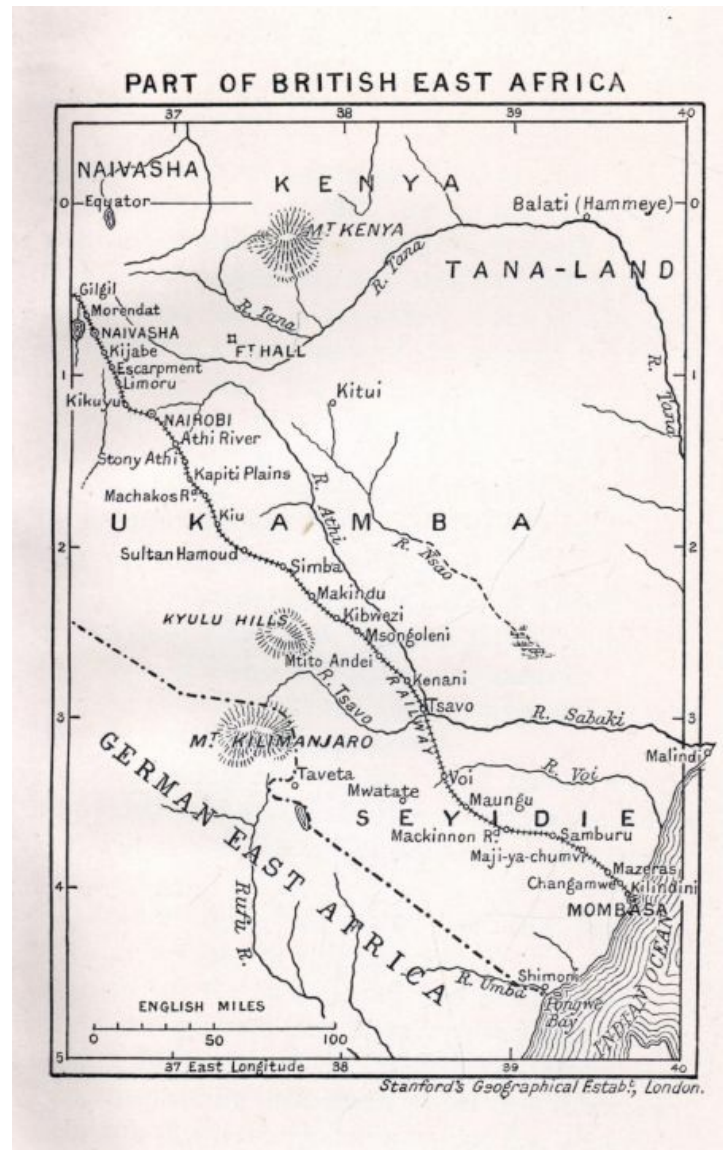 PART OF BRITISH EAST AFRICA
37 38 39 40
NAIVASHA
KENYA
0 Equator 0
MT KENYA
Balati (Hammeye)
TANA-LAND
R. Tana
R. Tana
R. Tana
Gilgil
Morendat
NAIVASHA
FT HALL
Kijabe
Escarpment
Limoru
1 1
Kikuyu
Kitui
NAIROBI
Athi River
Stony Athi
Kapiti Plains
Machakos Rd
R. Athi
Kiu
UKAMBA
2 2
Sultan Hamoud
Simba
R. Nsao
Makindu
KYULU HILLS
Kibwezi
Msongoleni
Mtito Andei
Kenani
R. Tsavo
RAILWAY
Tsavo
3 3
R. Sabaki
MT KILIMANJARO
Malindi
GERMAN EAST AFRICA
Taveta
Voi
R. Voi
Mwatate
Maungu
SEYIDIE
Mackinnon Rd
Samburu
Maji-ya-chumvi
Mazeras
Changamwe
Kilindini
4 4
MOMBASA
Rufu R.
INDIAN OCEAN
Shimoni
R. Umba
Pongwe
Bay
ENGLISH MILES
0 50 100
5
37 East Longitude 38 39 40
Stanford's Geographical Estabt., London.